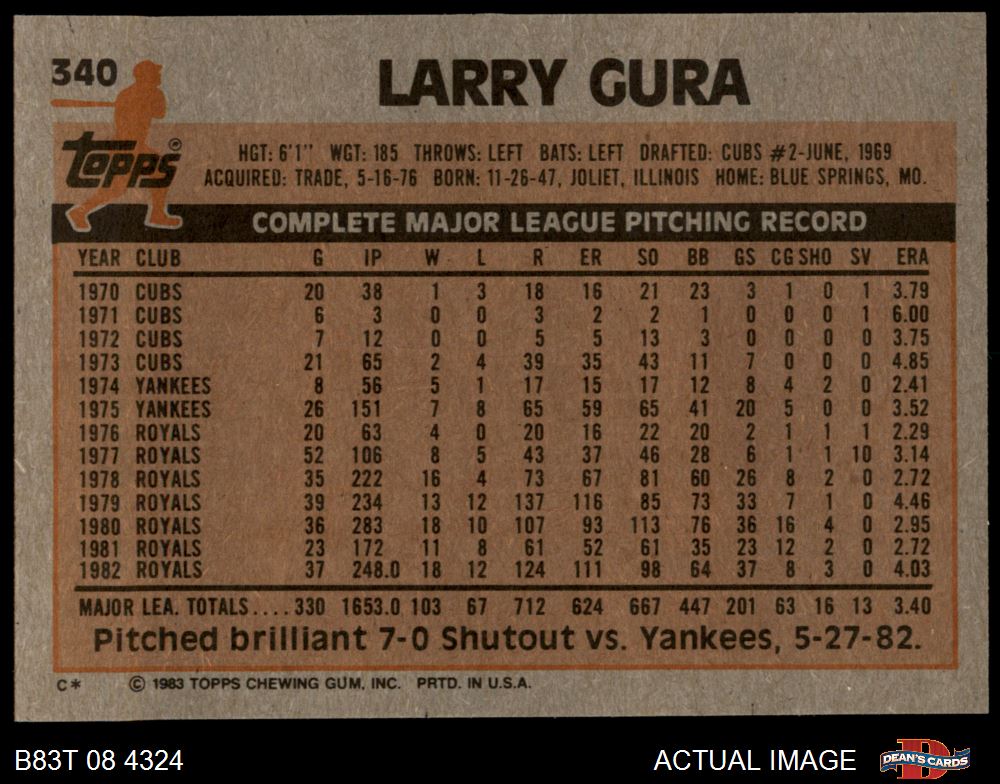 340
LARRY GURA
Topps®
HGT: 6'1" WGT: 185 THROWS: LEFT BATS: LEFT DRAFTED: CUBS #2-JUNE, 1969
ACQUIRED: TRADE, 5-16-76 BORN: 11-26-47, JOLIET, ILLINOIS HOME: BLUE SPRINGS, MO.
COMPLETE MAJOR LEAGUE PITCHING RECORD
YEAR CLUB G IP W L R ER SO BB GS CG SHO SV ERA
1970 CUBS 20 38 1 3 18 16 21 23 3 1 0 1 3.79
1971 CUBS 6 3 0 0 3 2 2 1 0 0 0 1 6.00
1972 CUBS 7 12 0 0 5 5 13 3 0 0 0 0 3.75
1973 CUBS 21 65 2 4 39 35 43 11 7 0 0 0 4.85
1974 YANKEES 8 56 5 1 17 15 17 12 8 4 2 0 2.41
1975 YANKEES 26 151 7 8 65 59 65 41 20 5 0 0 3.52
1976 ROYALS 20 63 4 0 20 16 22 20 2 1 1 1 2.29
1977 ROYALS 52 106 8 5 43 37 46 28 6 1 1 10 3.14
1978 ROYALS 35 222 16 4 73 67 81 60 26 8 2 0 2.72
1979 ROYALS 39 234 13 12 137 116 85 73 33 7 1 0 4.46
1980 ROYALS 36 283 18 10 107 93 113 76 36 16 4 0 2.95
1981 ROYALS 23 172 11 8 61 52 61 35 23 12 2 0 2.72
1982 ROYALS 37 248.0 18 12 124 111 98 64 37 8 3 0 4.03
MAJOR LEA. TOTALS.... 330 1653.0 103 67 712 624 667 447 201 63 16 13 3.40
Pitched brilliant 7-0 Shutout vs. Yankees, 5-27-82.
C* © 1983 TOPPS CHEWING GUM, INC. PRTD. IN U.S.A.
B83T 08 4324
ACTUAL IMAGE
DEAN'S CARDS